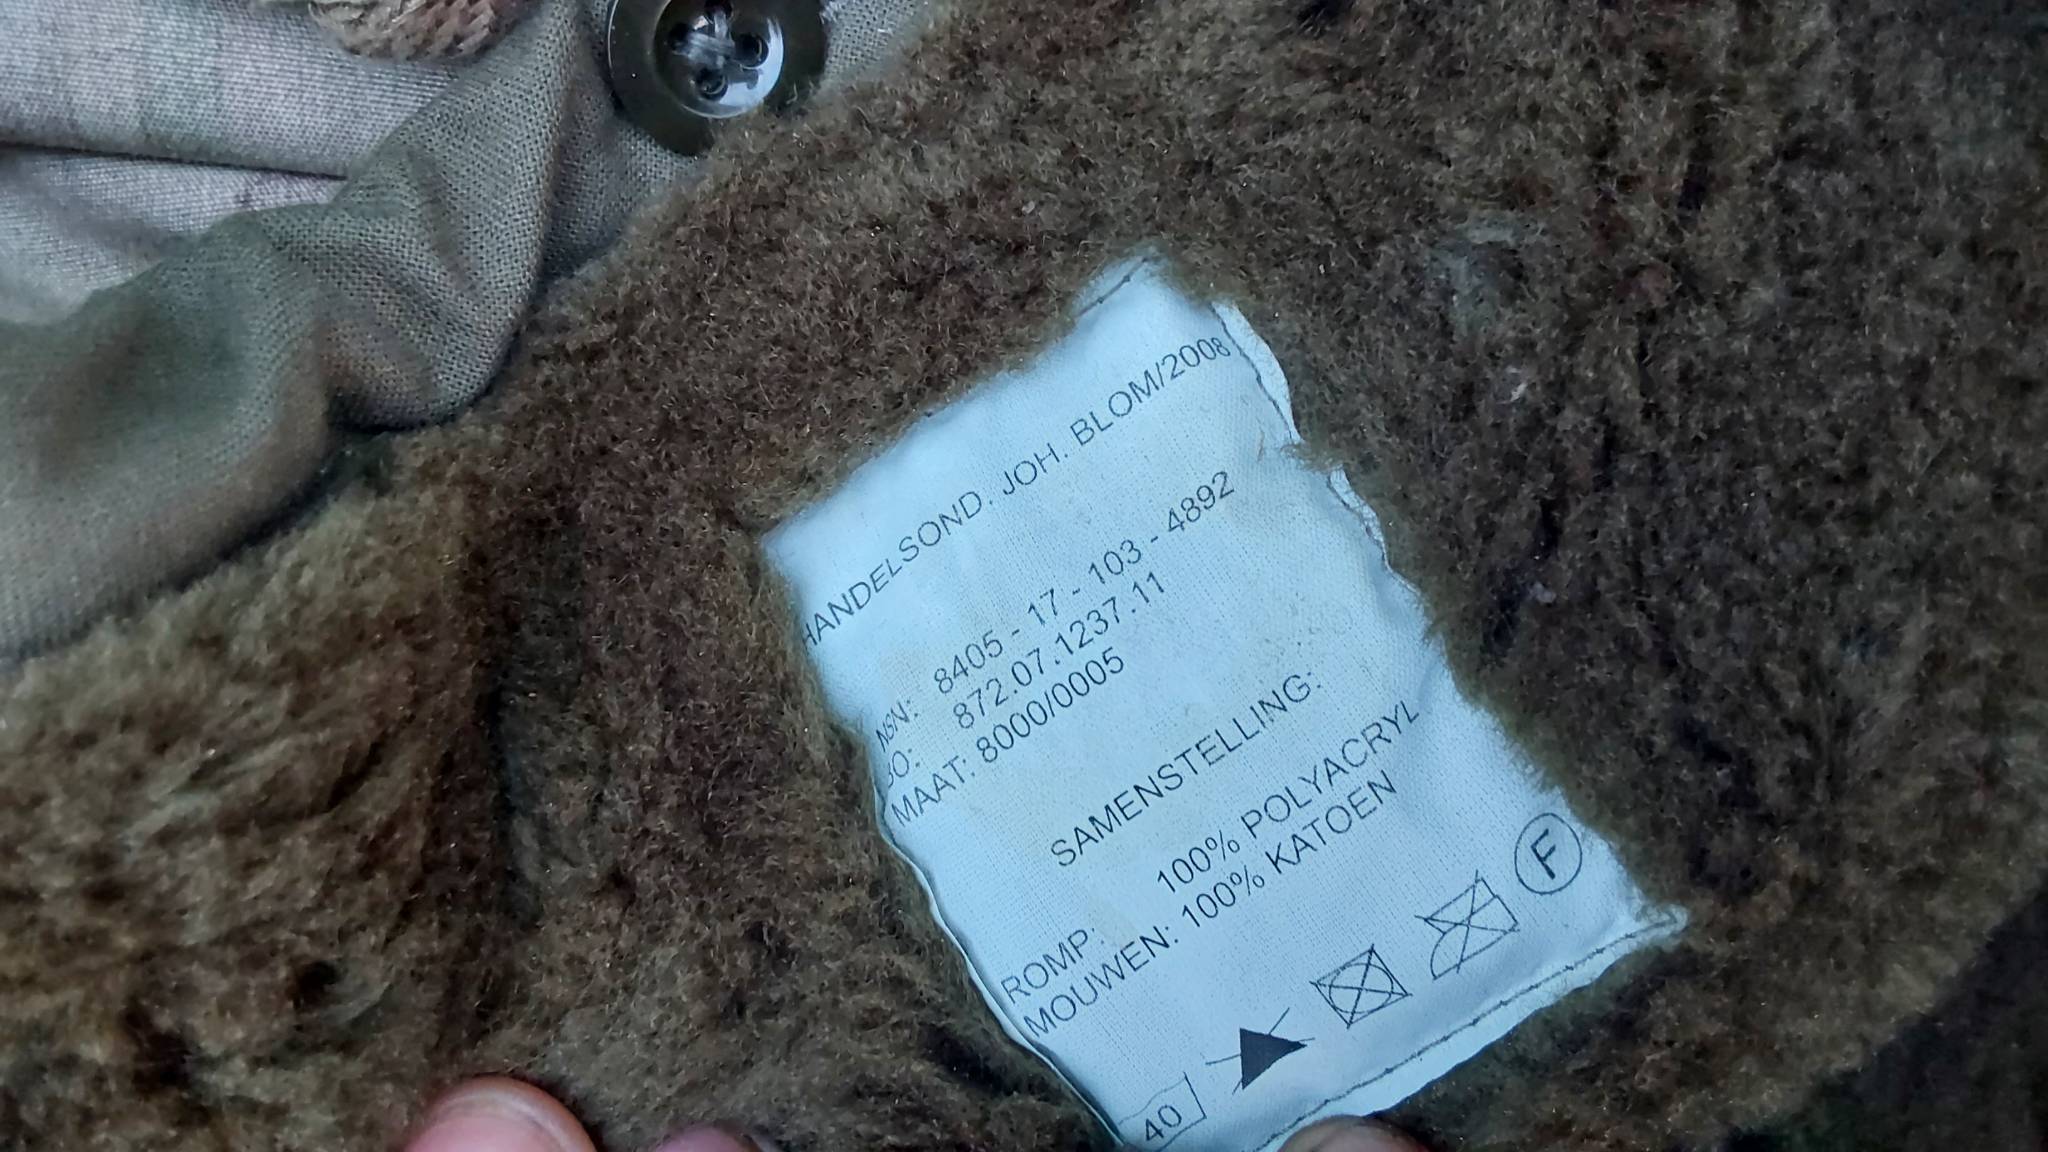 HANDELSOND. JOH. BLOM/2008
NSN: 8405 - 17 - 103 - 4892
BO: 872.07.1237.11
MAAT: 8000/0005
SAMENSTELLING:
ROMP: 100% POLYACRYL
MOUWEN: 100% KATOEN
40
F